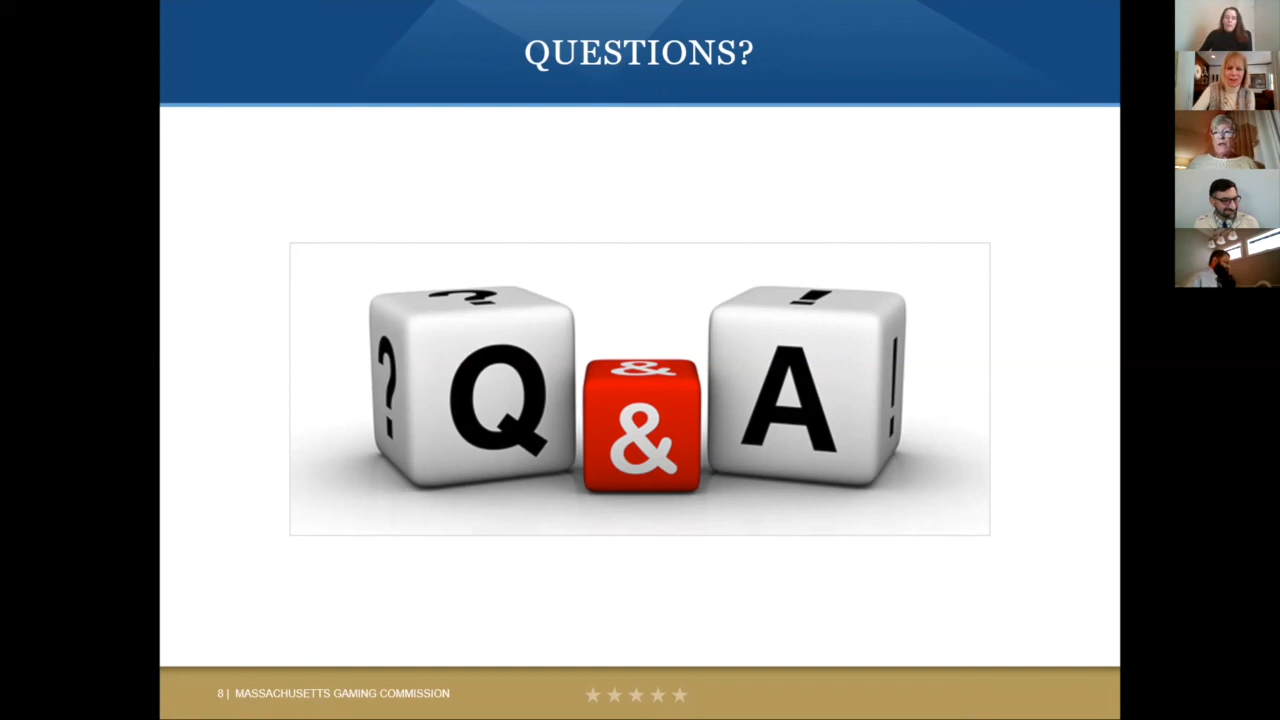 QUESTIONS?
? !
? Q & A !
&
8 | MASSACHUSETTS GAMING COMMISSION